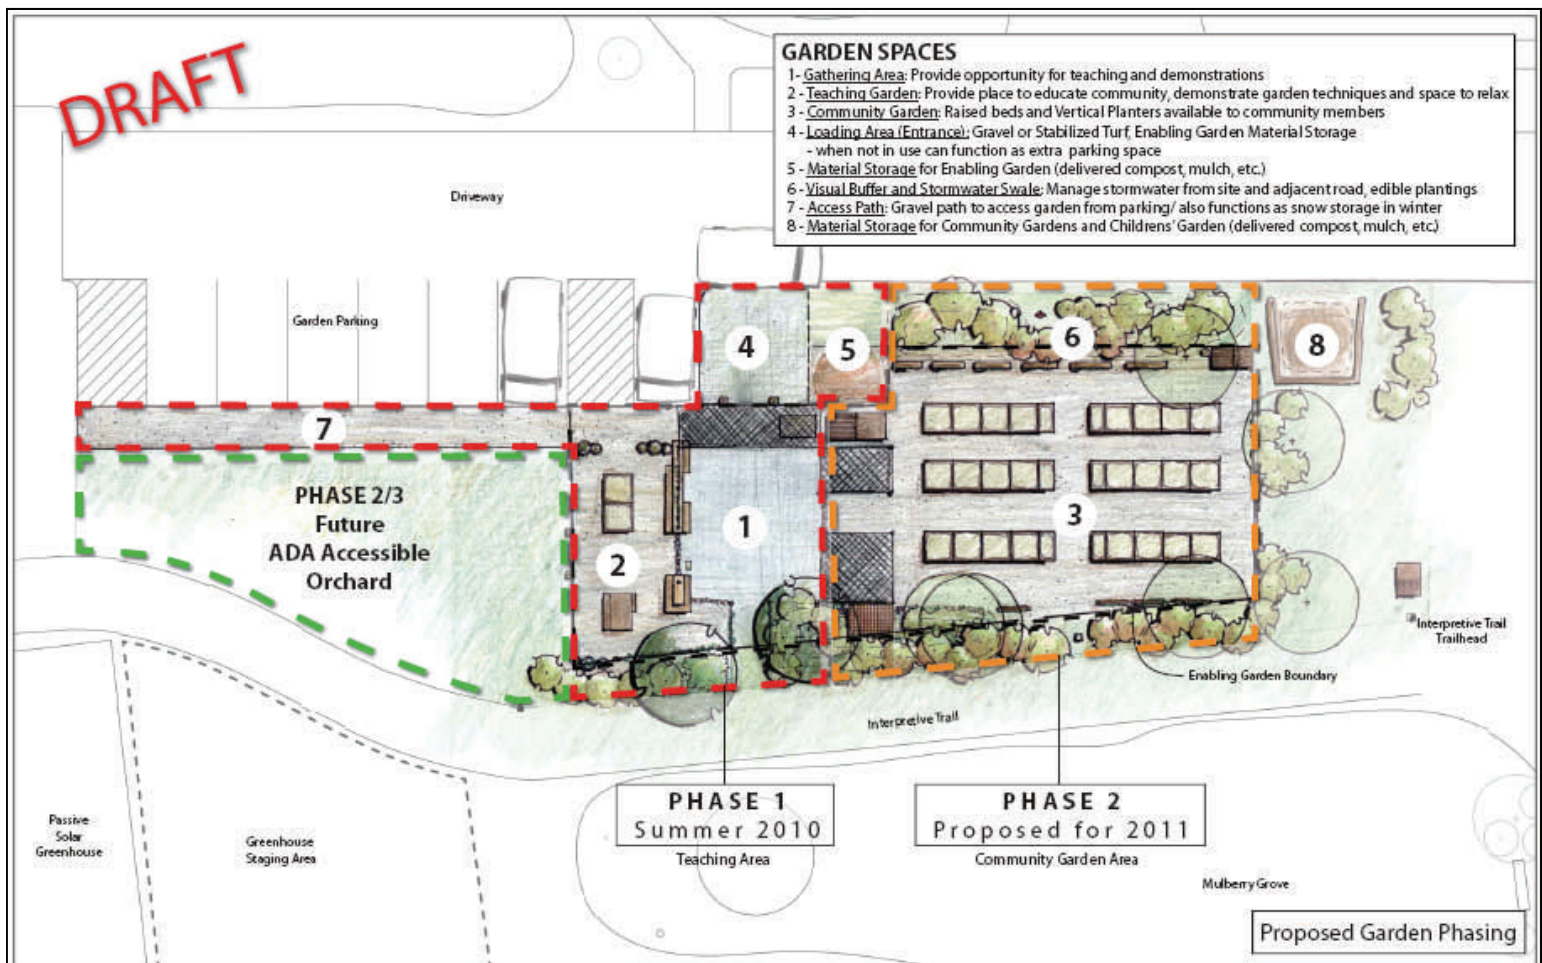 DRAFT
GARDEN SPACES
1- Gathering Area: Provide opportunity for teaching and demonstrations
2 - Teaching Garden: Provide place to educate community, demonstrate garden techniques and space to relax
3 - Community Garden: Raised beds and Vertical Planters available to community members
4 - Loading Area (Entrance): Gravel or Stabilized Turf, Enabling Garden Material Storage
- when not in use can function as extra parking space
5 - Material Storage for Enabling Garden (delivered compost, mulch, etc.)
6 - Visual Buffer and Stormwater Swale: Manage stormwater from site and adjacent road, edible plantings
7 - Access Path: Gravel path to access garden from parking/ also functions as snow storage in winter
8 - Material Storage for Community Gardens and Childrens' Garden (delivered compost, mulch, etc.)
Driveway
Garden Parking
4
5
6
8
7
PHASE 2/3
Future
ADA Accessible
Orchard
1
2
3
Interpretive Trail
Trailhead
Enabling Garden Boundary
Interpretive Trail
PHASE 1
Summer 2010
Teaching Area
PHASE 2
Proposed for 2011
Community Garden Area
Passive
Solar
Greenhouse
Greenhouse
Staging Area
Mulberry Grove
Proposed Garden Phasing